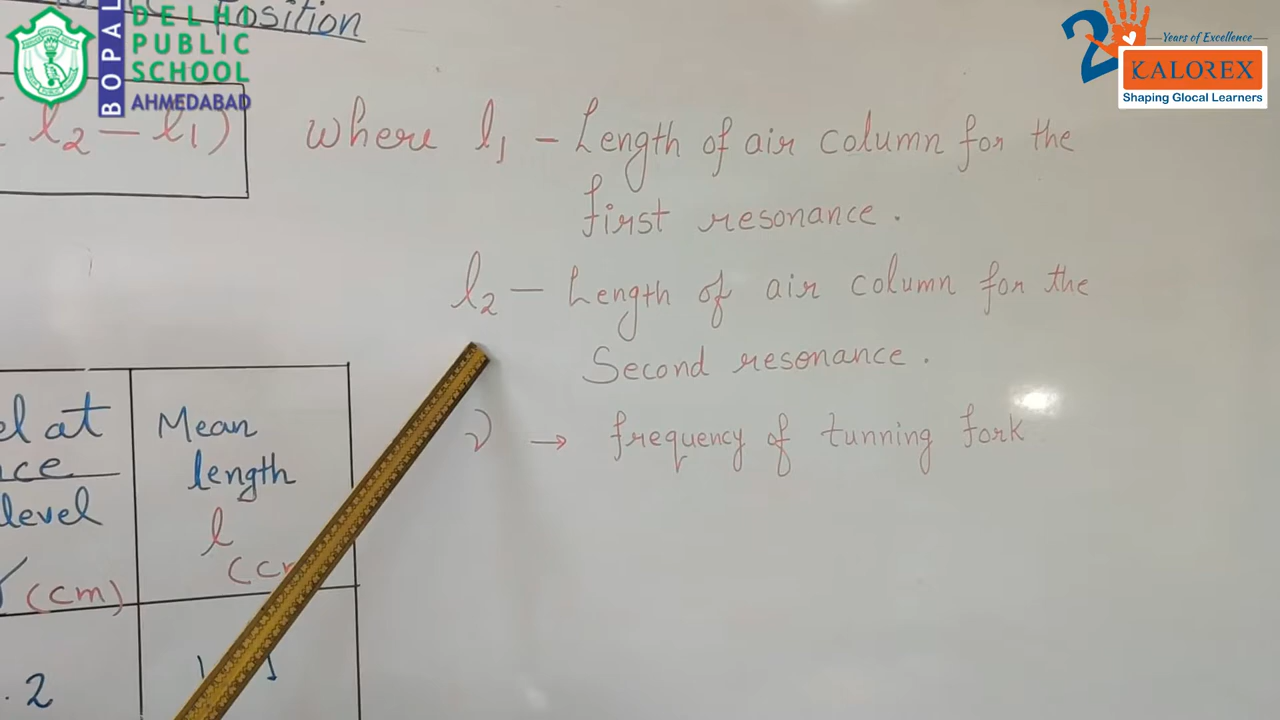 Position
BOPAL
DELHI
PUBLIC
SCHOOL
AHMEDABAD
2
Years of Excellence
KALOREX
Shaping Glocal Learners
l₂ – l₁)
where l₁ – Length of air column for the
first resonance.
l₂ – Length of air column for the
Second resonance.
ν → frequency of tunning fork
el at
level
(cm)
Mean
length
l
.2